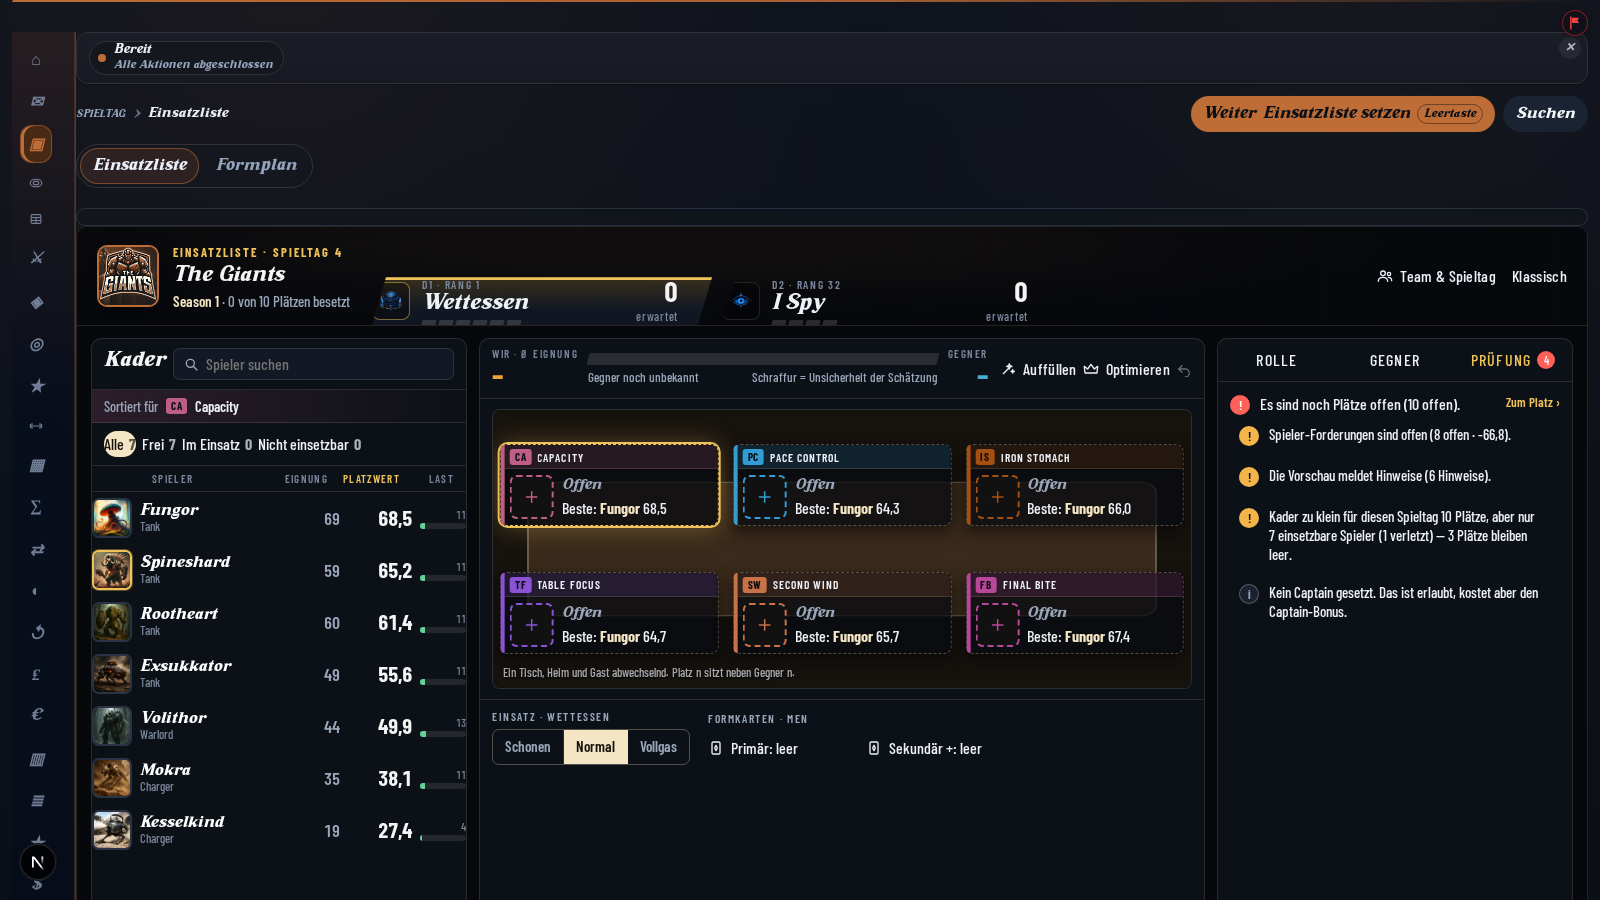 Bereit
Alle Aktionen abgeschlossen
SPIELTAG › Einsatzliste
Weiter Einsatzliste setzen Leertaste
Suchen
Einsatzliste
Formplan
THE GIANTS
EINSATZLISTE · SPIELTAG 4
The Giants
Season 1 · 0 von 10 Plätzen besetzt
D1 · RANG 1
Wettessen
0
erwartet
D2 · RANG 32
I Spy
0
erwartet
Team & Spieltag
Klassisch
Kader
Spieler suchen
Sortiert für CA Capacity
Alle 7 Frei 7 Im Einsatz 0 Nicht einsetzbar 0
SPIELER EIGNUNG PLATZWERT LAST
Fungor
Tank
69 68,5 11
Spineshard
Tank
59 65,2 11
Rootheart
Tank
60 61,4 11
Exsukkator
Tank
49 55,6 11
Volithor
Warlord
44 49,9 13
Mokra
Charger
35 38,1 11
Kesselkind
Charger
19 27,4 4
WIR · Ø EIGNUNG
GEGNER
Gegner noch unbekannt
Schraffur = Unsicherheit der Schätzung
Auffüllen
Optimieren
CA CAPACITY
Offen
Beste: Fungor 68,5
PC PACE CONTROL
Offen
Beste: Fungor 64,3
IS IRON STOMACH
Offen
Beste: Fungor 66,0
TF TABLE FOCUS
Offen
Beste: Fungor 64,7
SW SECOND WIND
Offen
Beste: Fungor 65,7
FB FINAL BITE
Offen
Beste: Fungor 67,4
Ein Tisch, Heim und Gast abwechselnd. Platz n sitzt neben Gegner n.
EINSATZ · WETTESSEN
Schonen Normal Vollgas
FORMKARTEN · MEN
Primär: leer
Sekundär +: leer
ROLLE GEGNER PRÜFUNG 4
Es sind noch Plätze offen (10 offen).
Zum Platz ›
Spieler-Forderungen sind offen (8 offen · -66,8).
Die Vorschau meldet Hinweise (6 Hinweise).
Kader zu klein für diesen Spieltag 10 Plätze, aber nur
7 einsetzbare Spieler (1 verletzt) — 3 Plätze bleiben
leer.
Kein Captain gesetzt. Das ist erlaubt, kostet aber den
Captain-Bonus.
N